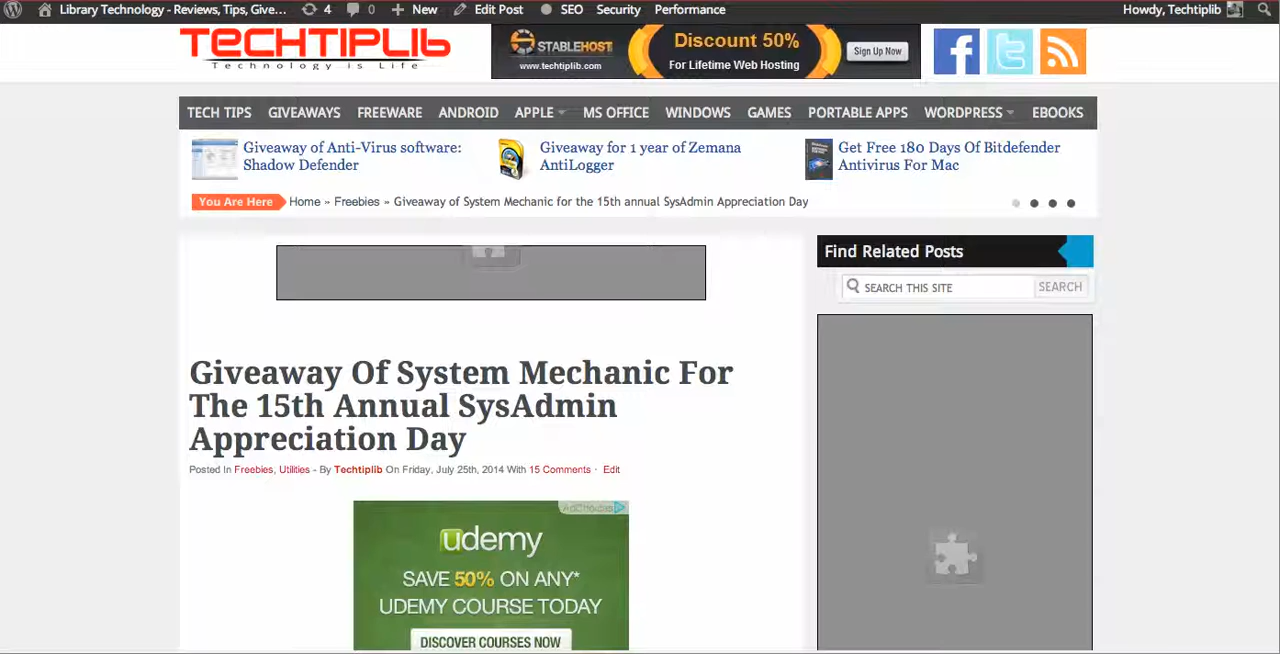 Library Technology - Reviews, Tips, Give... 4 0 New Edit Post SEO Security Performance Howdy, Techtiplib
TECHTIPLIB
Technology is Life
STABLEHOST
www.techtiplib.com
Discount 50%
For Lifetime Web Hosting
Sign Up Now
TECH TIPS GIVEAWAYS FREEWARE ANDROID APPLE MS OFFICE WINDOWS GAMES PORTABLE APPS WORDPRESS EBOOKS
Giveaway of Anti-Virus software:
Shadow Defender
Giveaway for 1 year of Zemana
AntiLogger
Get Free 180 Days Of Bitdefender
Antivirus For Mac
You Are Here Home » Freebies » Giveaway of System Mechanic for the 15th annual SysAdmin Appreciation Day
Find Related Posts
SEARCH THIS SITE SEARCH
Giveaway Of System Mechanic For
The 15th Annual SysAdmin
Appreciation Day
Posted In Freebies, Utilities - By Techtiplib On Friday, July 25th, 2014 With 15 Comments · Edit
AdChoices
udemy
SAVE 50% ON ANY*
UDEMY COURSE TODAY
DISCOVER COURSES NOW